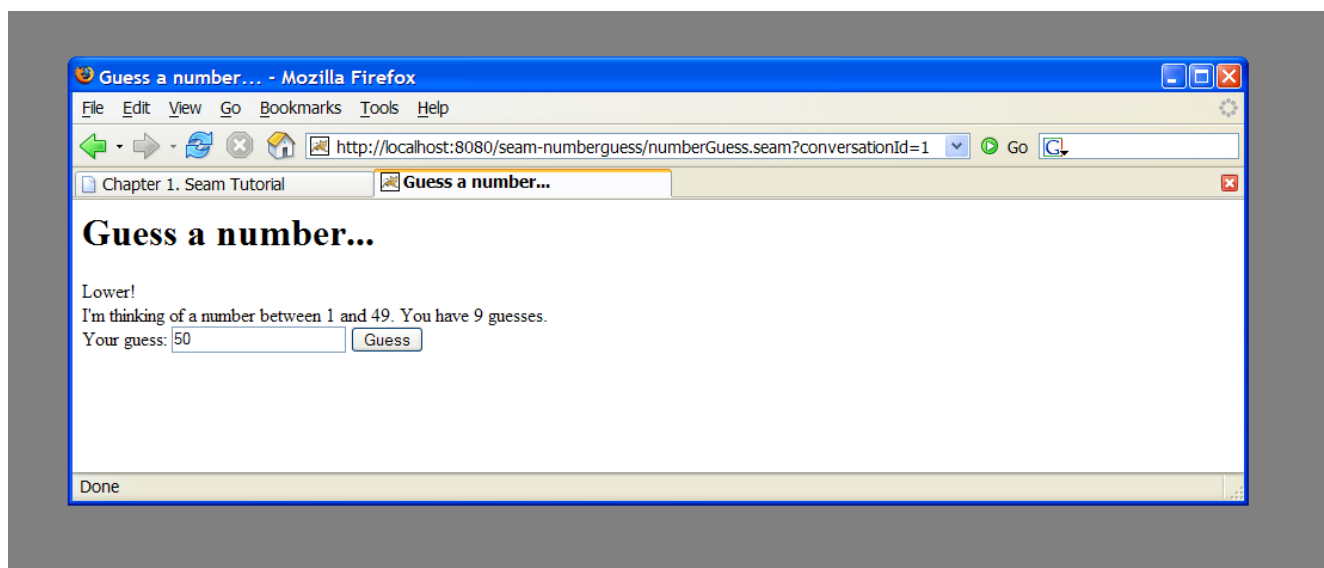 Guess a number... - Mozilla Firefox
File Edit View Go Bookmarks Tools Help
http://localhost:8080/seam-numberguess/numberGuess.seam?conversationId=1 Go G
Chapter 1. Seam Tutorial Guess a number...
Guess a number...
Lower!
I'm thinking of a number between 1 and 49. You have 9 guesses.
Your guess: 50 Guess
Done